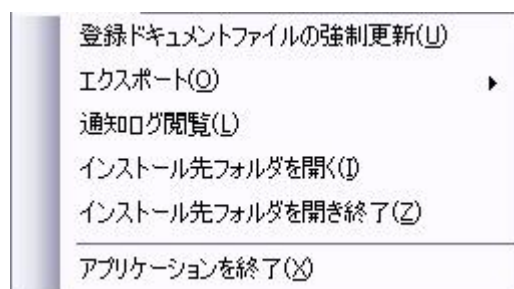 登録ドキュメントファイルの強制更新(U)
エクスポート(O)
通知ログ閲覧(L)
インストール先フォルダを開く(I)
インストール先フォルダを開き終了(Z)
アプリケーションを終了(X)